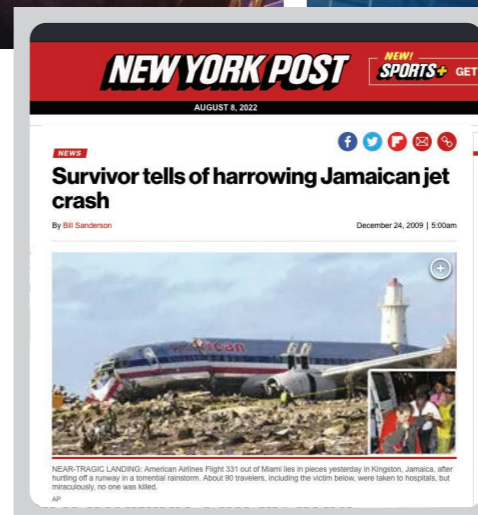 NEW YORK POST
NEW!
SPORTS+ GET
AUGUST 8, 2022
NEWS
Survivor tells of harrowing Jamaican jet
crash
By Bill Sanderson
December 24, 2009 | 5:00am
American
NEAR-TRAGIC LANDING: American Airlines Flight 331 out of Miami lies in pieces yesterday in Kingston, Jamaica, after
hurtling off a runway in a torrential rainstorm. About 90 travelers, including the victim below, were taken to hospitals, but
miraculously, no one was killed.
AP